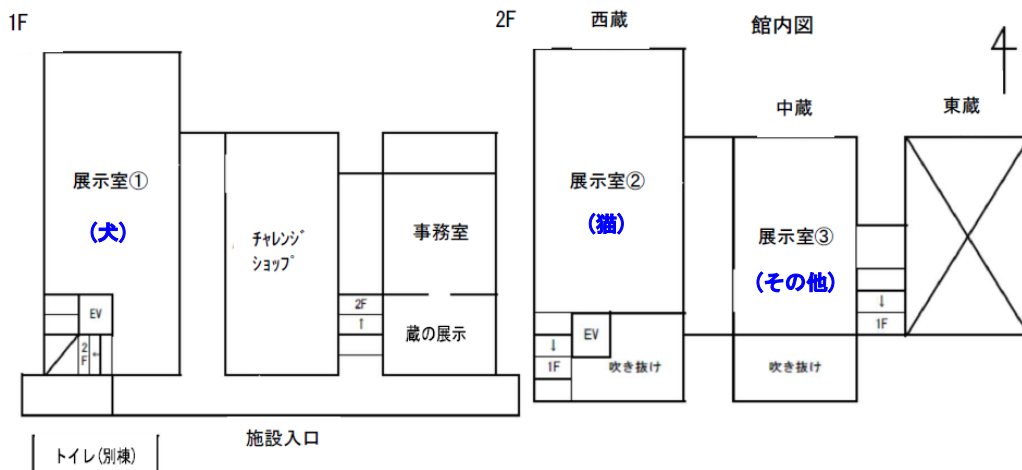 1F
展示室①
(犬)
EV
2F
←
チャレンジ
ショップ
2F
↑
事務室
蔵の展示
施設入口
トイレ(別棟)
2F
西蔵
館内図
4
中蔵
東蔵
展示室②
(猫)
EV
↓
1F
吹き抜け
展示室③
(その他)
↓
1F
吹き抜け